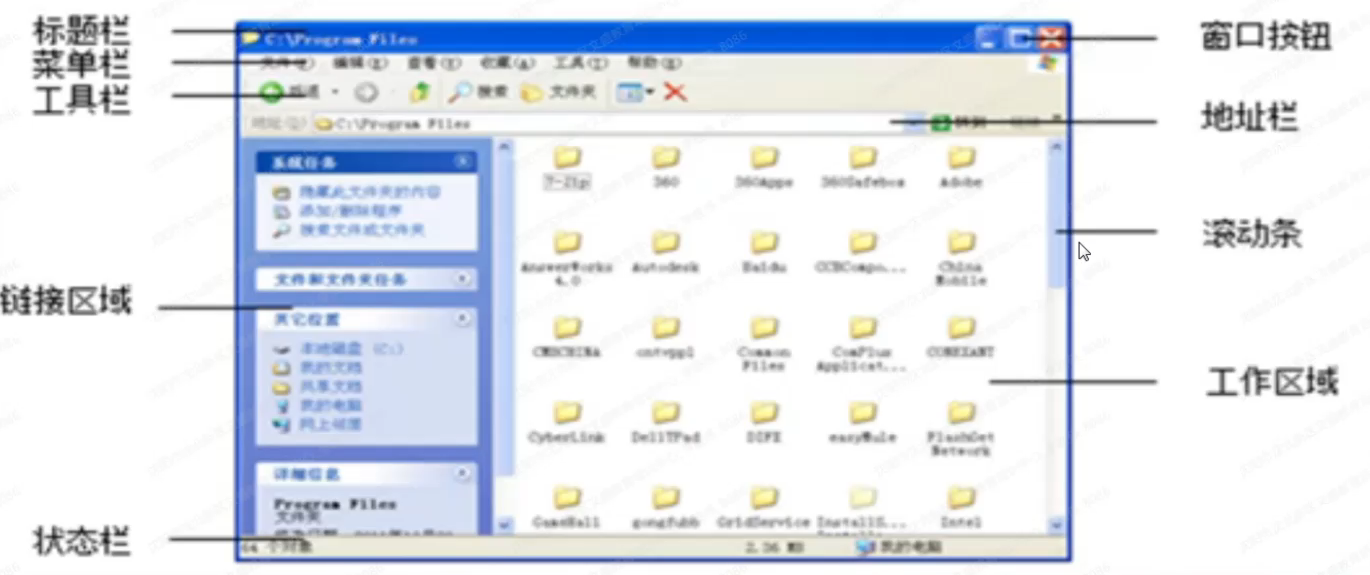 标题栏
菜单栏
工具栏
链接区域
状态栏
窗口按钮
地址栏
滚动条
工作区域
C:\Program Files
文件(F) 编辑(E) 查看(V) 收藏(A) 工具(T) 帮助(H)
后退 搜索 文件夹
地址(D) C:\Program Files 转到
系统任务
隐藏此文件夹的内容
添加/删除程序
搜索文件或文件夹
文件和文件夹任务
其它位置
本地磁盘 (C:)
我的文档
共享文档
我的电脑
网上邻居
详细信息
Program Files
文件夹
7-Zip 360 360Apps 360Safebox Adobe
AnswerWorks 4.0 Autodesk Baidu CCBCompo... China Mobile
CMBCHINA cntvppl Common Files ComPlus Applicat... CONEXANT
CyberLink DellTPad DIFX easyMule FlashGet Network
GameHall gongfubb GridService InstallS... Intel
64 个对象 2.36 MB 我的电脑